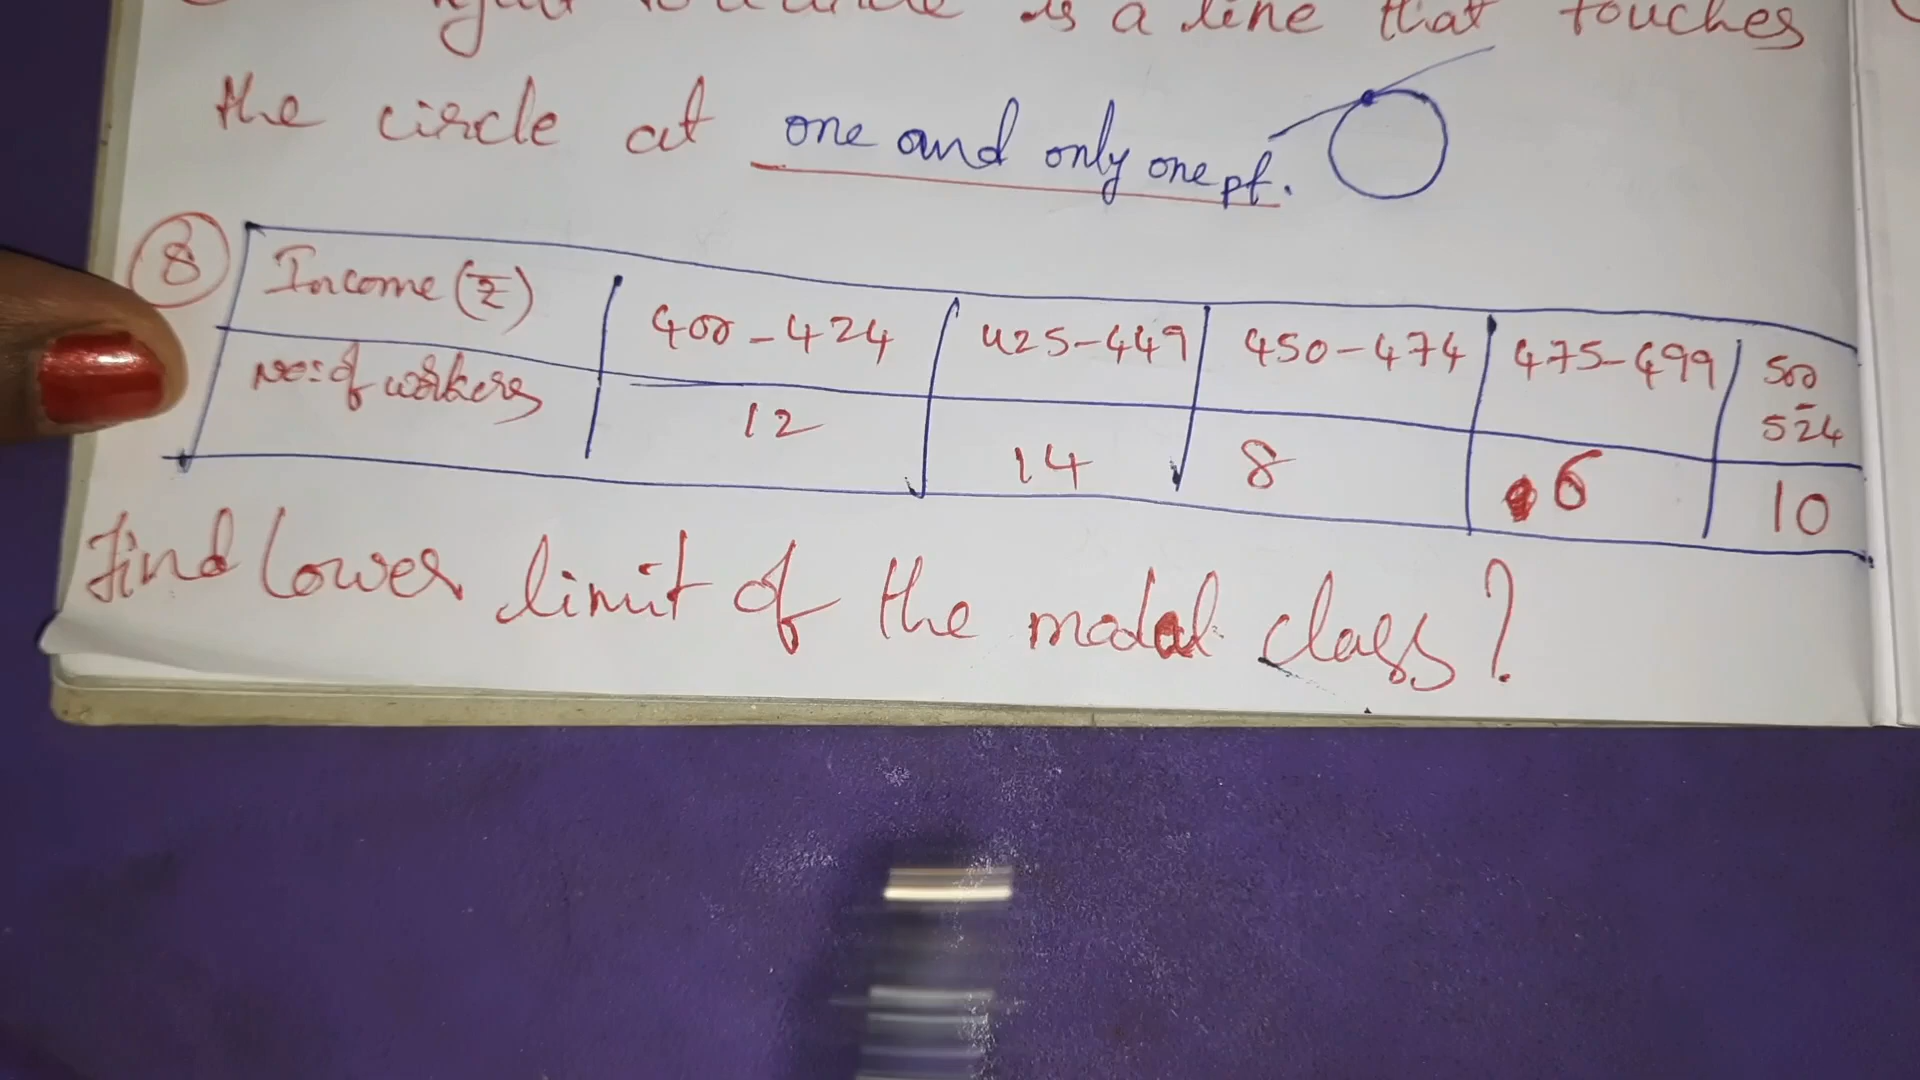 is a line that touches
the circle at one and only one pt.
8
Income (₹) 400-424 425-449 450-474 475-499 500-524
No: of workers 12 14 8 6 10
Find lower limit of the modal class?